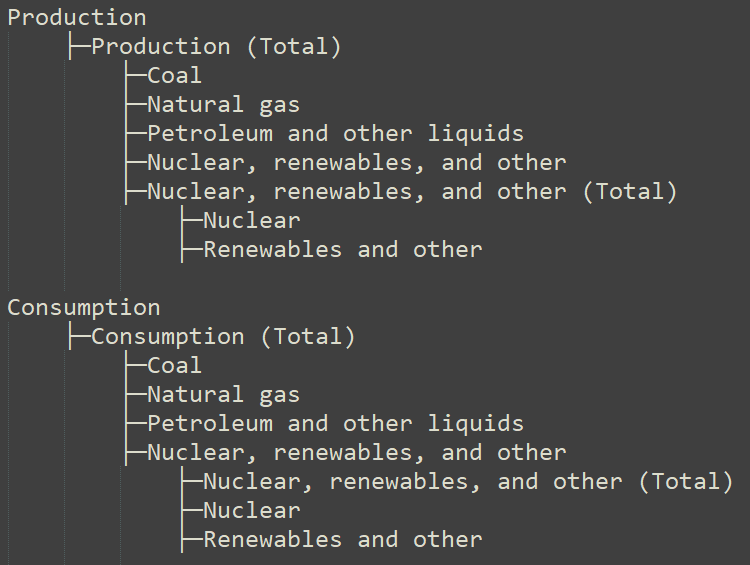 Production
├─Production (Total)
├─Coal
├─Natural gas
├─Petroleum and other liquids
├─Nuclear, renewables, and other
├─Nuclear, renewables, and other (Total)
├─Nuclear
├─Renewables and other
Consumption
├─Consumption (Total)
├─Coal
├─Natural gas
├─Petroleum and other liquids
├─Nuclear, renewables, and other
├─Nuclear, renewables, and other (Total)
├─Nuclear
├─Renewables and other